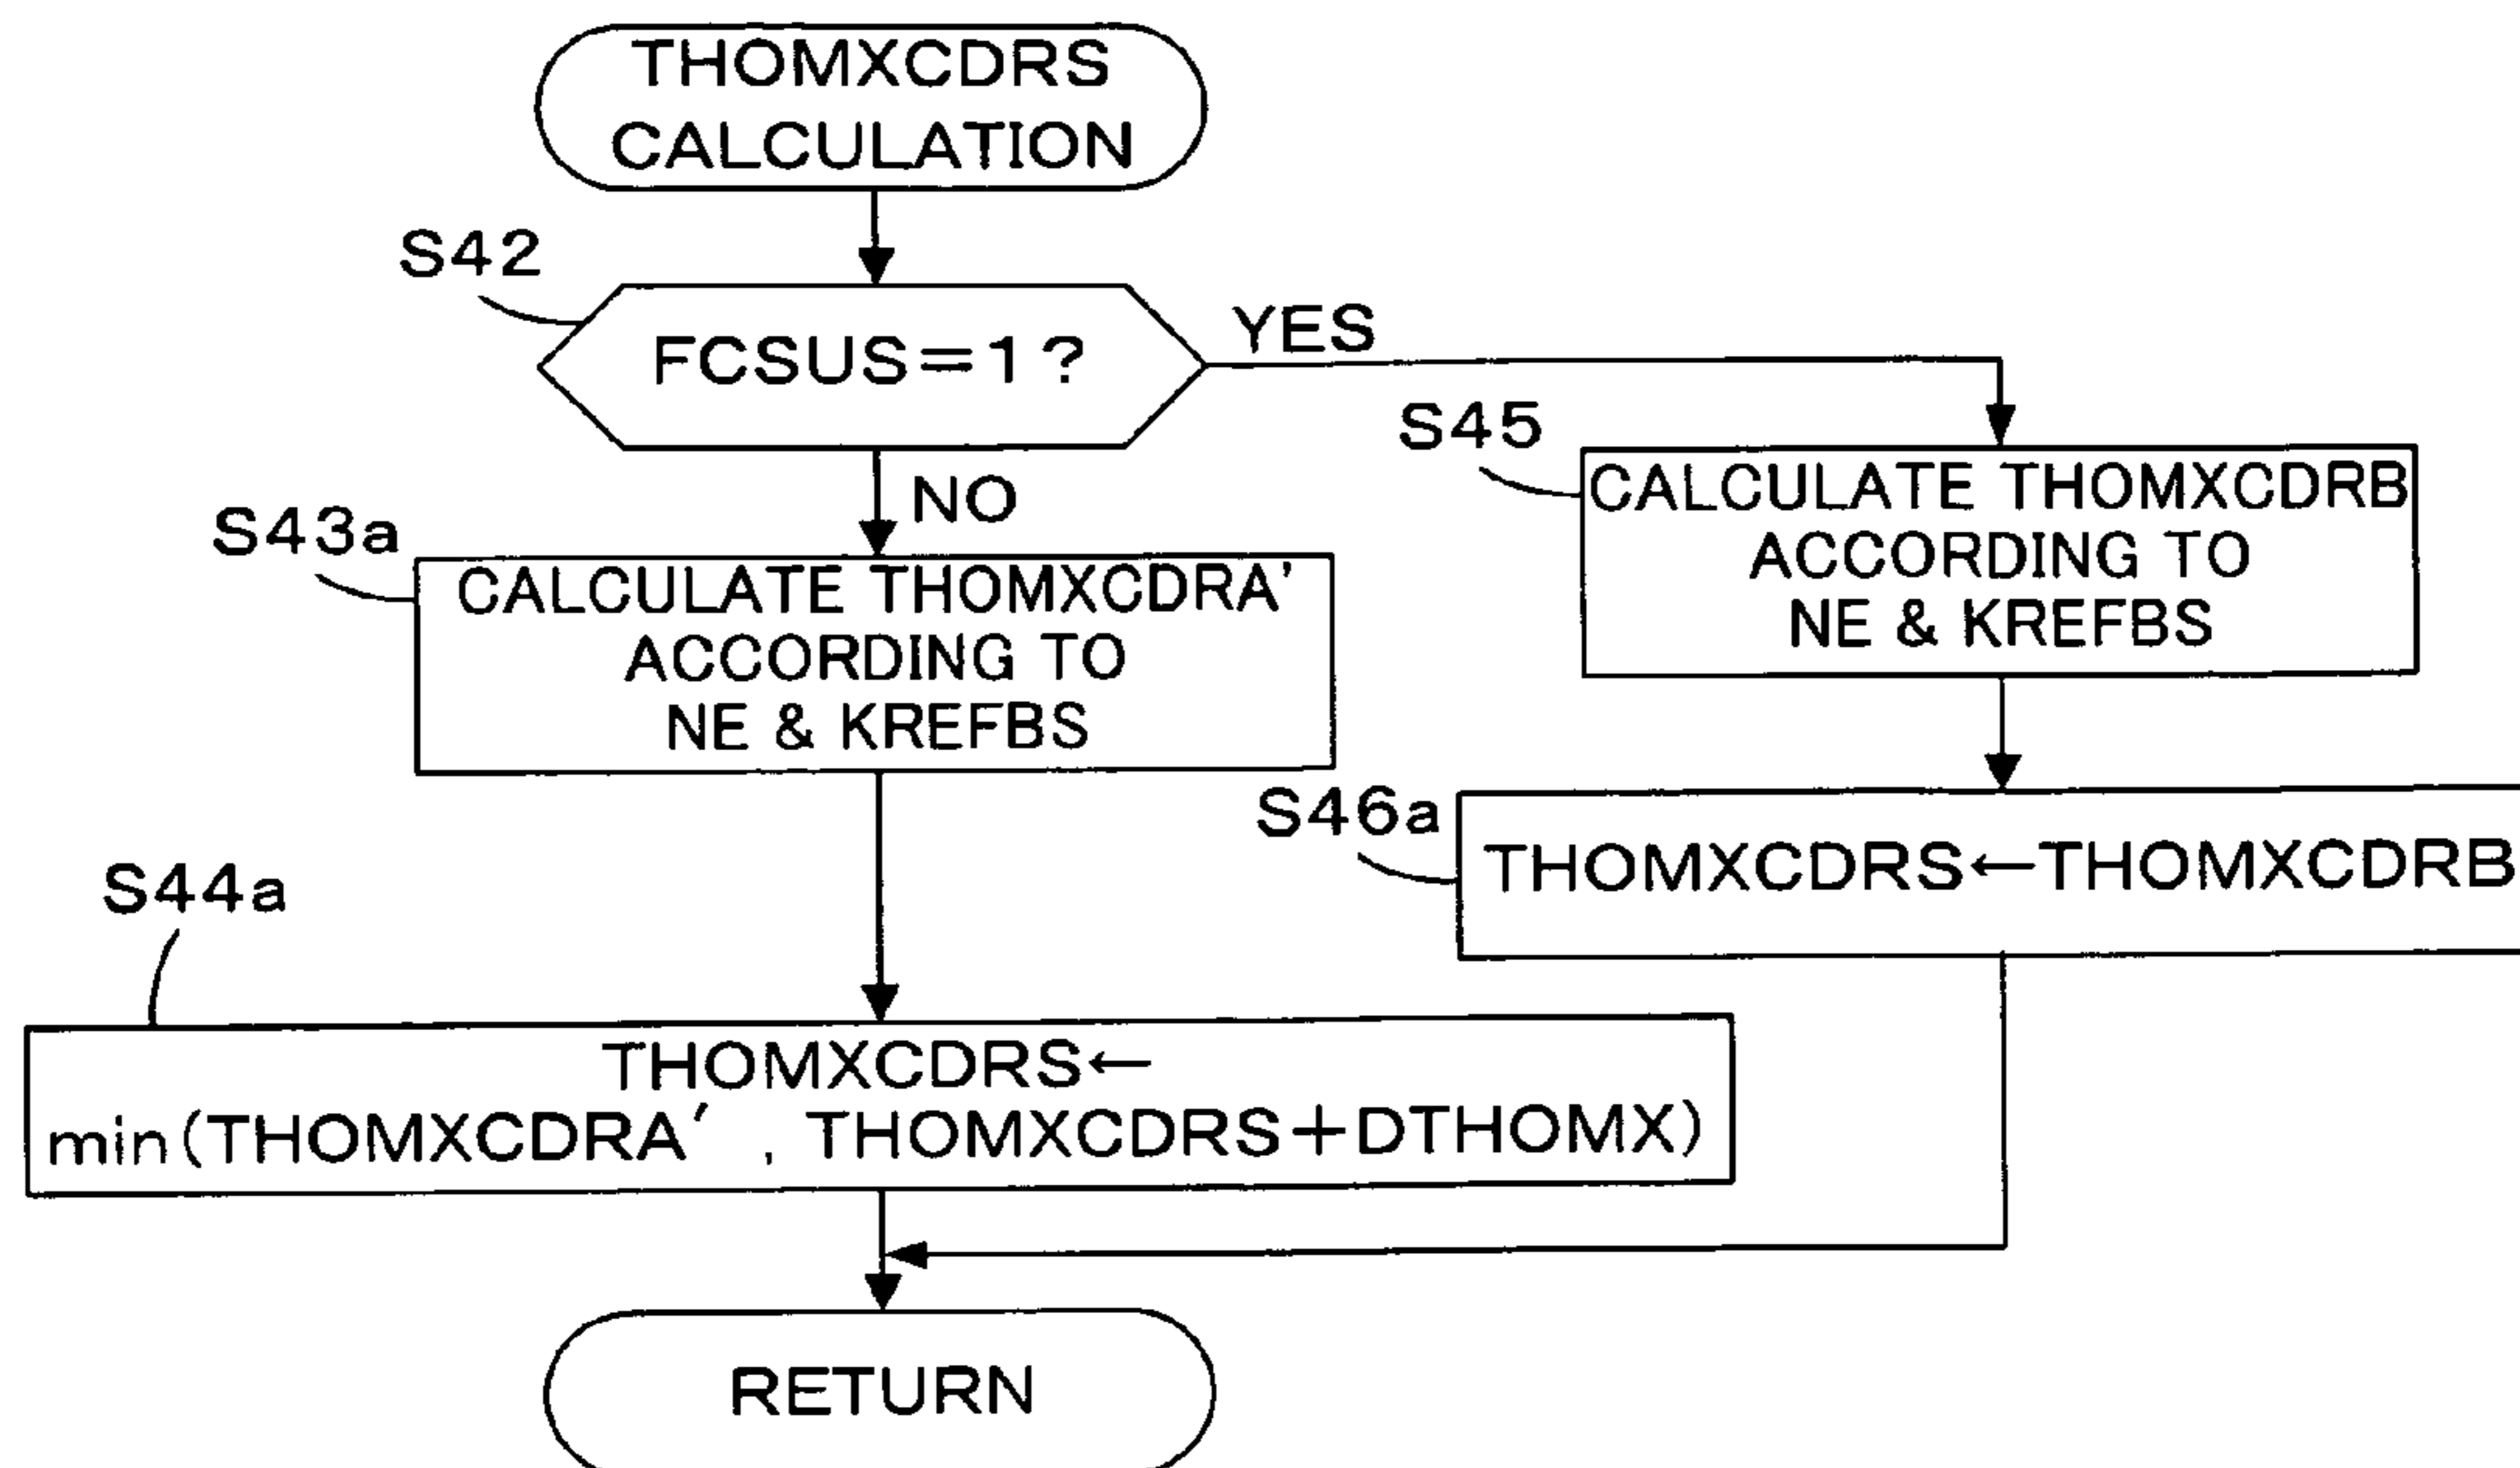 THOMXCDRS
CALCULATION
S42
FCSUS=1?
YES
NO
S45
CALCULATE THOMXCDRB
ACCORDING TO
NE & KREFBS
S43a
CALCULATE THOMXCDRA'
ACCORDING TO
NE & KREFBS
S46a
THOMXCDRS←THOMXCDRB
S44a
THOMXCDRS←
min(THOMXCDRA′ , THOMXCDRS+DTHOMX)
RETURN